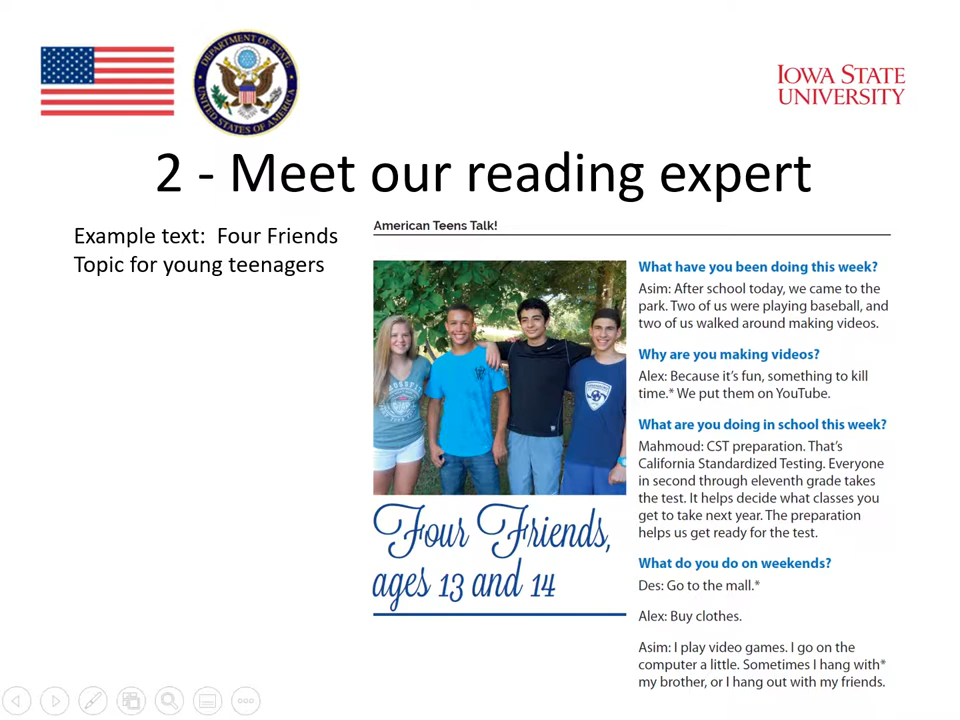 DEPARTMENT OF STATE
UNITED STATES OF AMERICA
IOWA STATE
UNIVERSITY
2 - Meet our reading expert
Example text:  Four Friends
Topic for young teenagers
American Teens Talk!
Four Friends,
ages 13 and 14
What have you been doing this week?
Asim: After school today, we came to the
park. Two of us were playing baseball, and
two of us walked around making videos.
Why are you making videos?
Alex: Because it's fun, something to kill
time.* We put them on YouTube.
What are you doing in school this week?
Mahmoud: CST preparation. That's
California Standardized Testing. Everyone
in second through eleventh grade takes
the test. It helps decide what classes you
get to take next year. The preparation
helps us get ready for the test.
What do you do on weekends?
Des: Go to the mall.*
Alex: Buy clothes.
Asim: I play video games. I go on the
computer a little. Sometimes I hang with*
my brother, or I hang out with my friends.